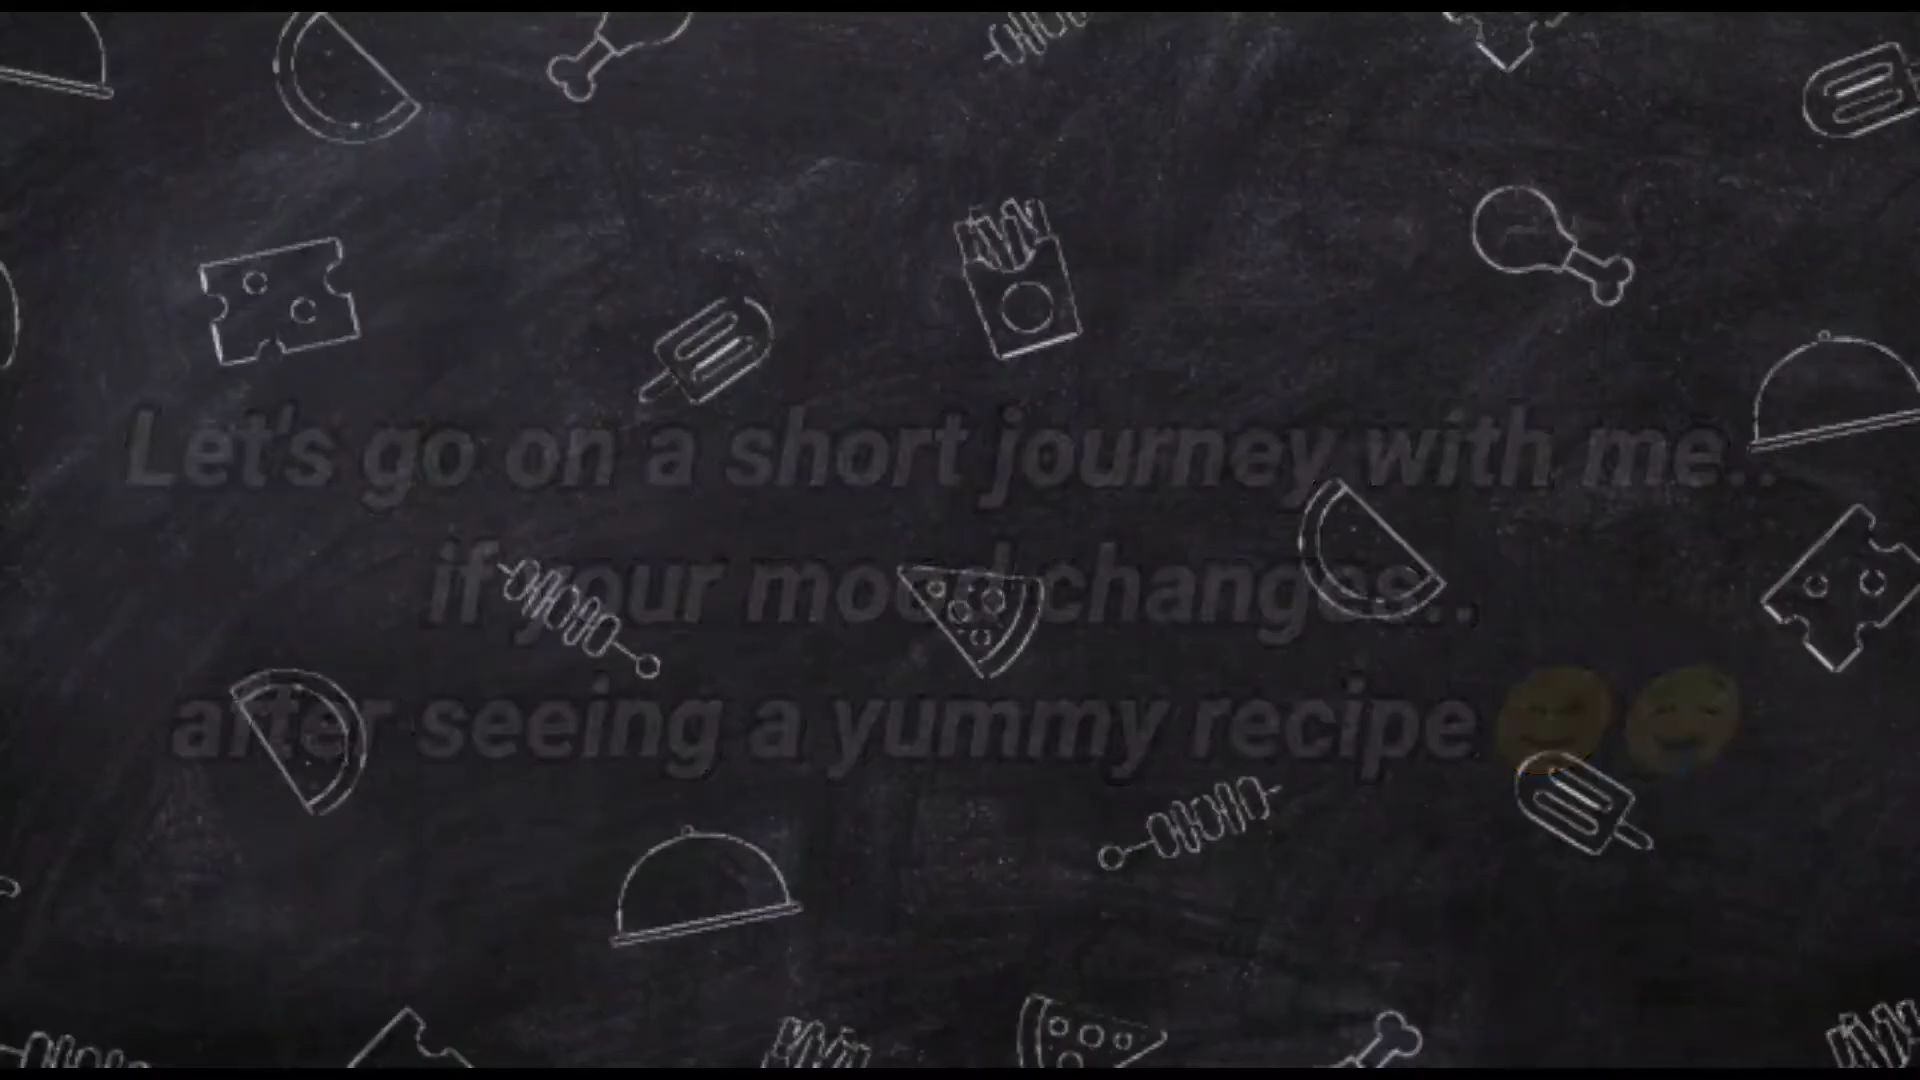 Let's go on a short journey with me..
if your mood changes..
after seeing a yummy recipe 😋🤤